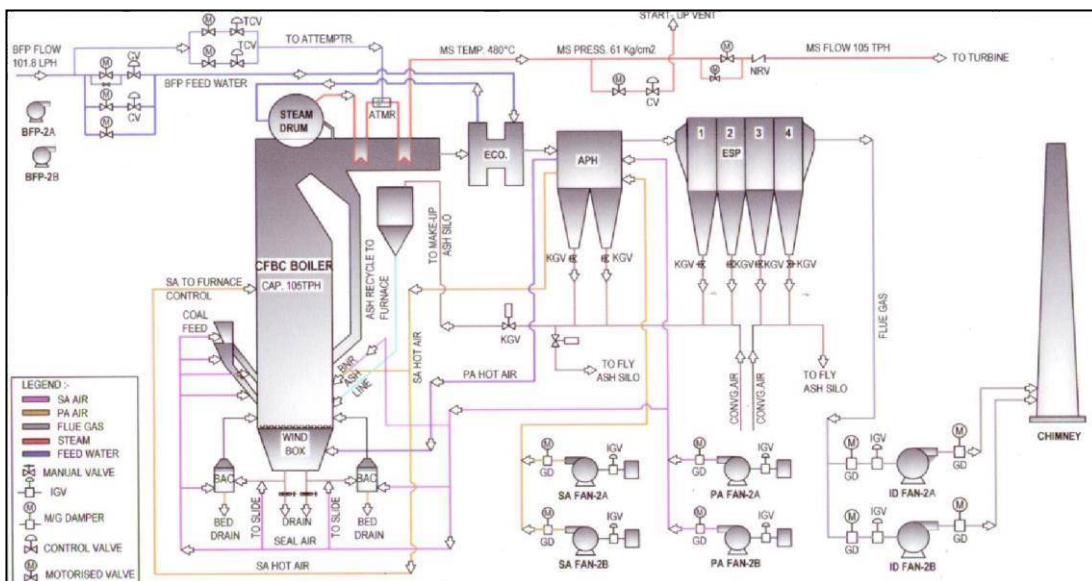 START- UP VENT
TCV
TCV
CV
CV
BFP FLOW
101.8 LPH
TO ATTEMPTR.
BFP FEED WATER
MS TEMP. 480°C
MS PRESS. 61 Kg/cm2
MS FLOW 105 TPH
NRV
CV
TO TURBINE
BFP-2A
BFP-2B
STEAM
DRUM
ATMR
ECO.
APH
1
2
3
4
ESP
TO MAKE-UP
ASH SILO
KGV
KGV
KGV
KGV
KGV
KGV
KGV
CFBC BOILER
CAP. 105TPH
ASH RECYCLE TO
FURNACE
SA TO FURNACE
CONTROL
COAL
FEED
BNR
ASH
LINE
SA HOT AIR
PA HOT AIR
TO FLY
ASH SILO
CONVG.AIR
CONVG.AIR
TO FLY
ASH SILO
FLUE GAS
CHIMNEY
WIND
BOX
BAC
BAC
BED
DRAIN
TO SLIDE
DRAIN
TO SLIDE
BED
DRAIN
SEAL AIR
SA HOT AIR
M
GD
IGV
SA FAN-2A
M
GD
IGV
SA FAN-2B
M
GD
IGV
PA FAN-2A
M
GD
IGV
PA FAN-2B
M
GD
IGV
M
GD
ID FAN-2A
M
GD
IGV
M
GD
ID FAN-2B
LEGEND :-
SA AIR
PA AIR
FLUE GAS
STEAM
FEED WATER
MANUAL VALVE
IGV
M
M/G DAMPER
CONTROL VALVE
M
MOTORISED VALVE
M
M
M
M
M
M
M
M